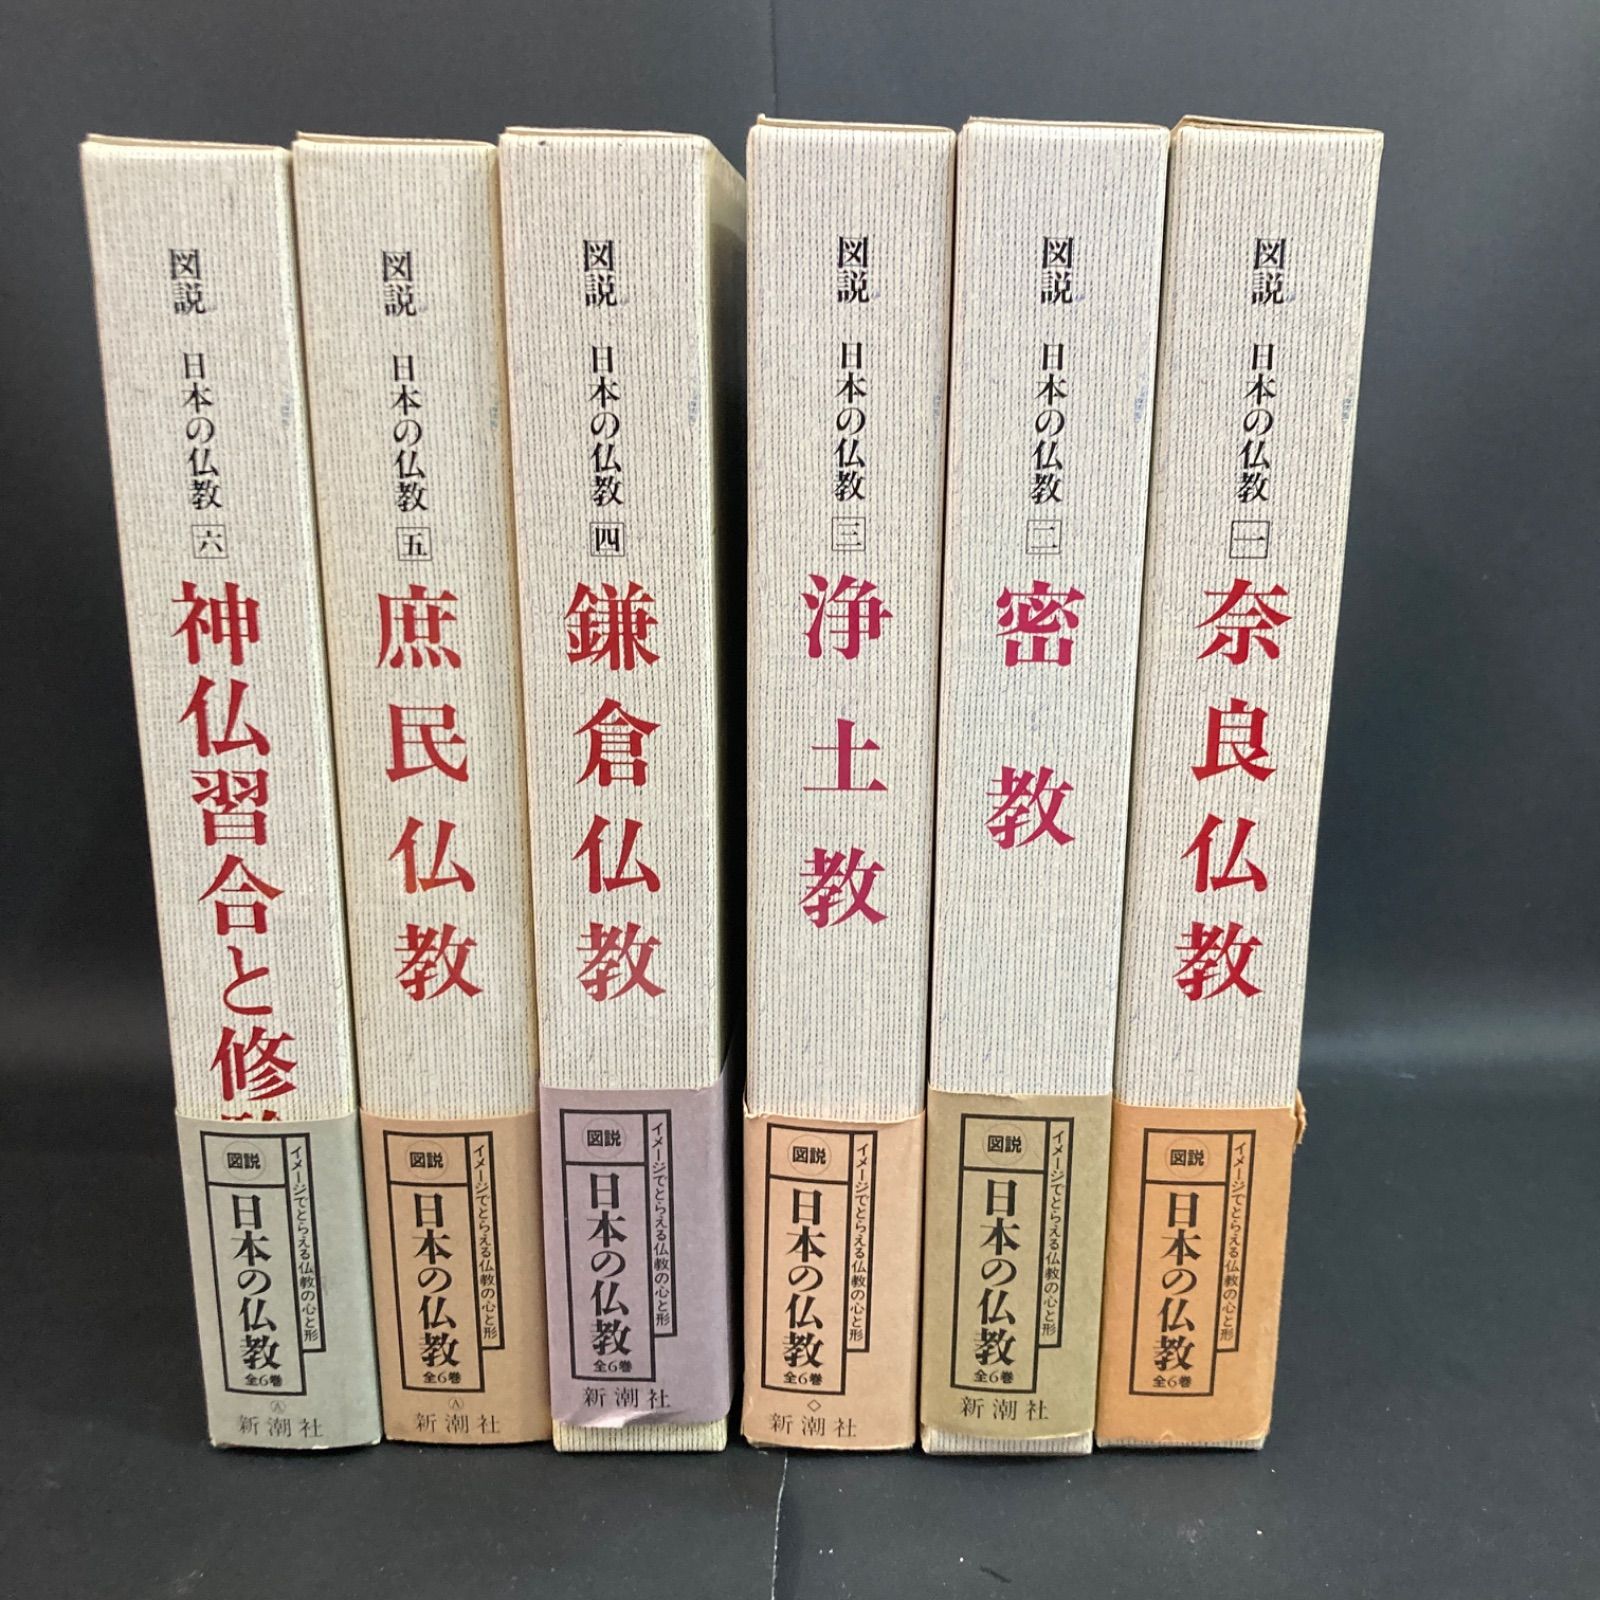 図説 日本の仏教 六
神仏習合と修
図説
イメージでとらえる仏教の心と形
日本の仏教
全6巻
新潮社
図説 日本の仏教 五
庶民仏教
図説
イメージでとらえる仏教の心と形
日本の仏教
全6巻
新潮社
図説 日本の仏教 四
鎌倉仏教
図説
イメージでとらえる仏教の心と形
日本の仏教
全6巻
新潮社
図説 日本の仏教 三
浄土教
図説
イメージでとらえる仏教の心と形
日本の仏教
全6巻
新潮社
図説 日本の仏教 二
密教
図説
イメージでとらえる仏教の心と形
日本の仏教
全6巻
新潮社
図説 日本の仏教 一
奈良仏教
図説
イメージでとらえる仏教の心と形
日本の仏教
全6巻